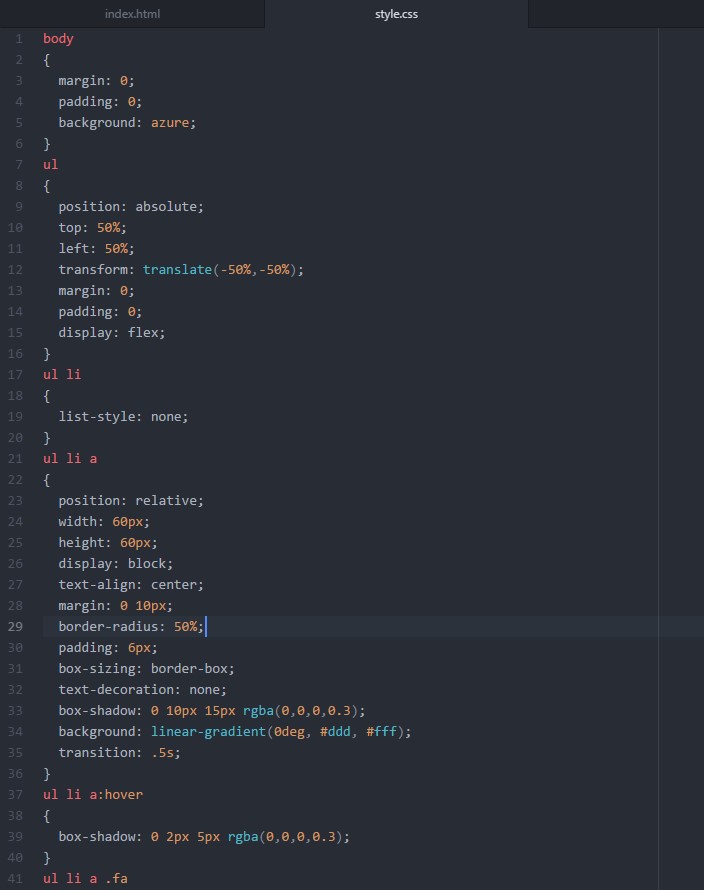 index.html style.css
1 body
2 {
3   margin: 0;
4   padding: 0;
5   background: azure;
6 }
7 ul
8 {
9   position: absolute;
10   top: 50%;
11   left: 50%;
12   transform: translate(-50%,-50%);
13   margin: 0;
14   padding: 0;
15   display: flex;
16 }
17 ul li
18 {
19   list-style: none;
20 }
21 ul li a
22 {
23   position: relative;
24   width: 60px;
25   height: 60px;
26   display: block;
27   text-align: center;
28   margin: 0 10px;
29   border-radius: 50%;
30   padding: 6px;
31   box-sizing: border-box;
32   text-decoration: none;
33   box-shadow: 0 10px 15px rgba(0,0,0,0.3);
34   background: linear-gradient(0deg, #ddd, #fff);
35   transition: .5s;
36 }
37 ul li a:hover
38 {
39   box-shadow: 0 2px 5px rgba(0,0,0,0.3);
40 }
41 ul li a .fa